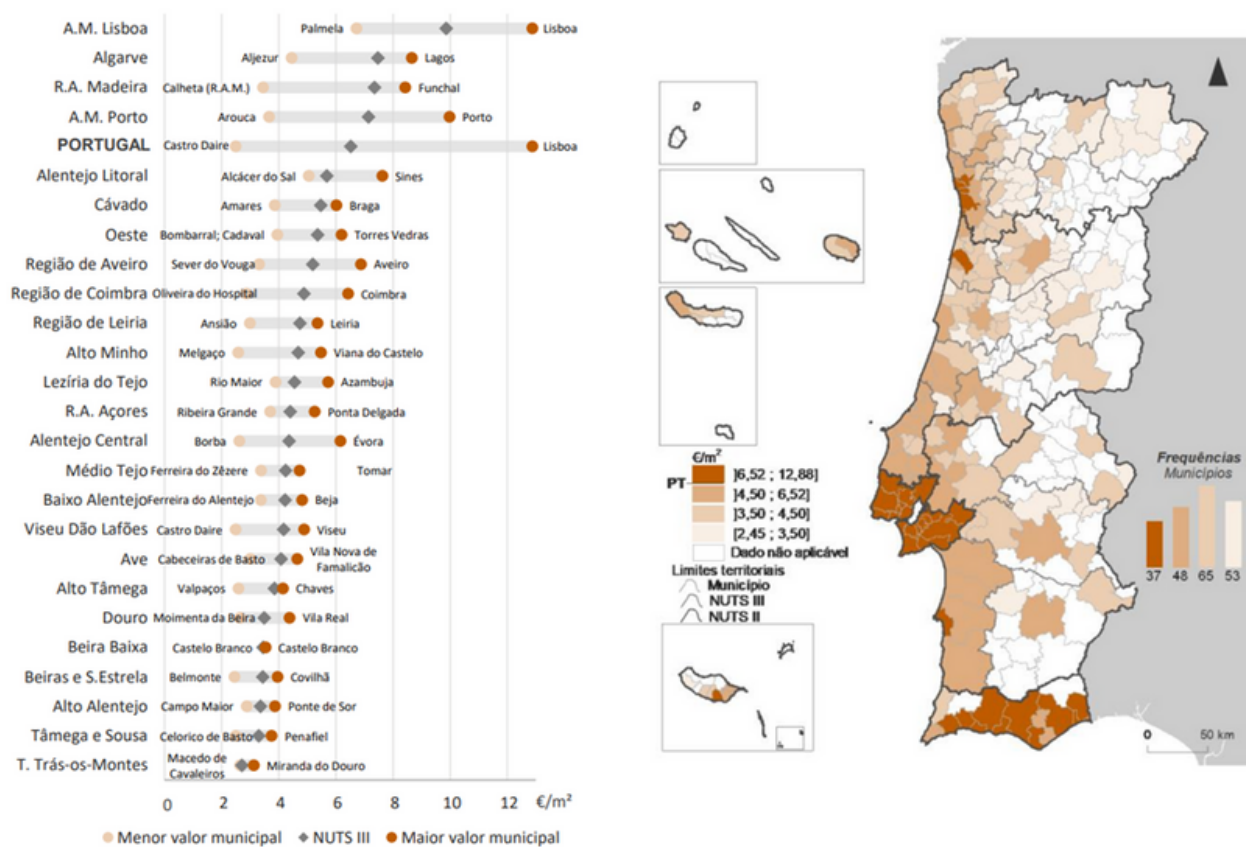 A.M. Lisboa Palmela Lisboa
Algarve Aljezur Lagos
R.A. Madeira Calheta (R.A.M.) Funchal
A.M. Porto Arouca Porto
PORTUGAL Castro Daire Lisboa
Alentejo Litoral Alcácer do Sal Sines
Cávado Amares Braga
Oeste Bombarral; Cadaval Torres Vedras
Região de Aveiro Sever do Vouga Aveiro
Região de Coimbra Oliveira do Hospital Coimbra
Região de Leiria Ansião Leiria
Alto Minho Melgaço Viana do Castelo
Lezíria do Tejo Rio Maior Azambuja
R.A. Açores Ribeira Grande Ponta Delgada
Alentejo Central Borba Évora
Médio Tejo Ferreira do Zêzere Tomar
Baixo Alentejo Ferreira do Alentejo Beja
Viseu Dão Lafões Castro Daire Viseu
Ave Cabeceiras de Basto Vila Nova de
Famalicão
Alto Tâmega Valpaços Chaves
Douro Moimenta da Beira Vila Real
Beira Baixa Castelo Branco Castelo Branco
Beiras e S.Estrela Belmonte Covilhã
Alto Alentejo Campo Maior Ponte de Sor
Tâmega e Sousa Celorico de Basto Penafiel
T. Trás-os-Montes Macedo de
Cavaleiros Miranda do Douro
0 2 4 6 8 10 12 €/m²
Menor valor municipal NUTS III Maior valor municipal
€/m²
PT ]6,52 ; 12,88]
]4,50 ; 6,52]
]3,50 ; 4,50]
[2,45 ; 3,50]
Dado não aplicável
Limites territoriais
Município
NUTS III
NUTS II
Frequências
Municípios
37 48 65 53
0 50 km